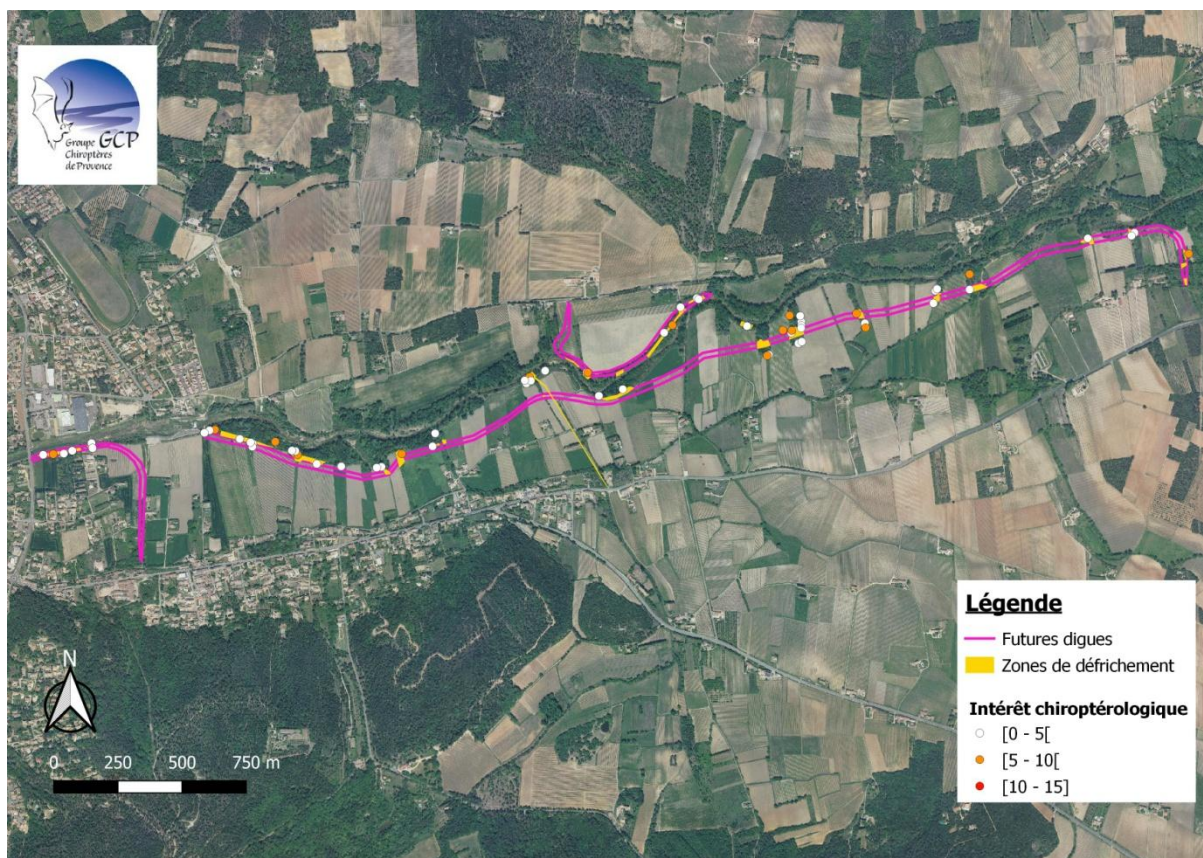 Groupe GCP
Chiroptères
de Provence
Légende
Futures digues
Zones de défrichement
Intérêt chiroptérologique
[0 - 5[
[5 - 10[
[10 - 15]
N
0 250 500 750 m